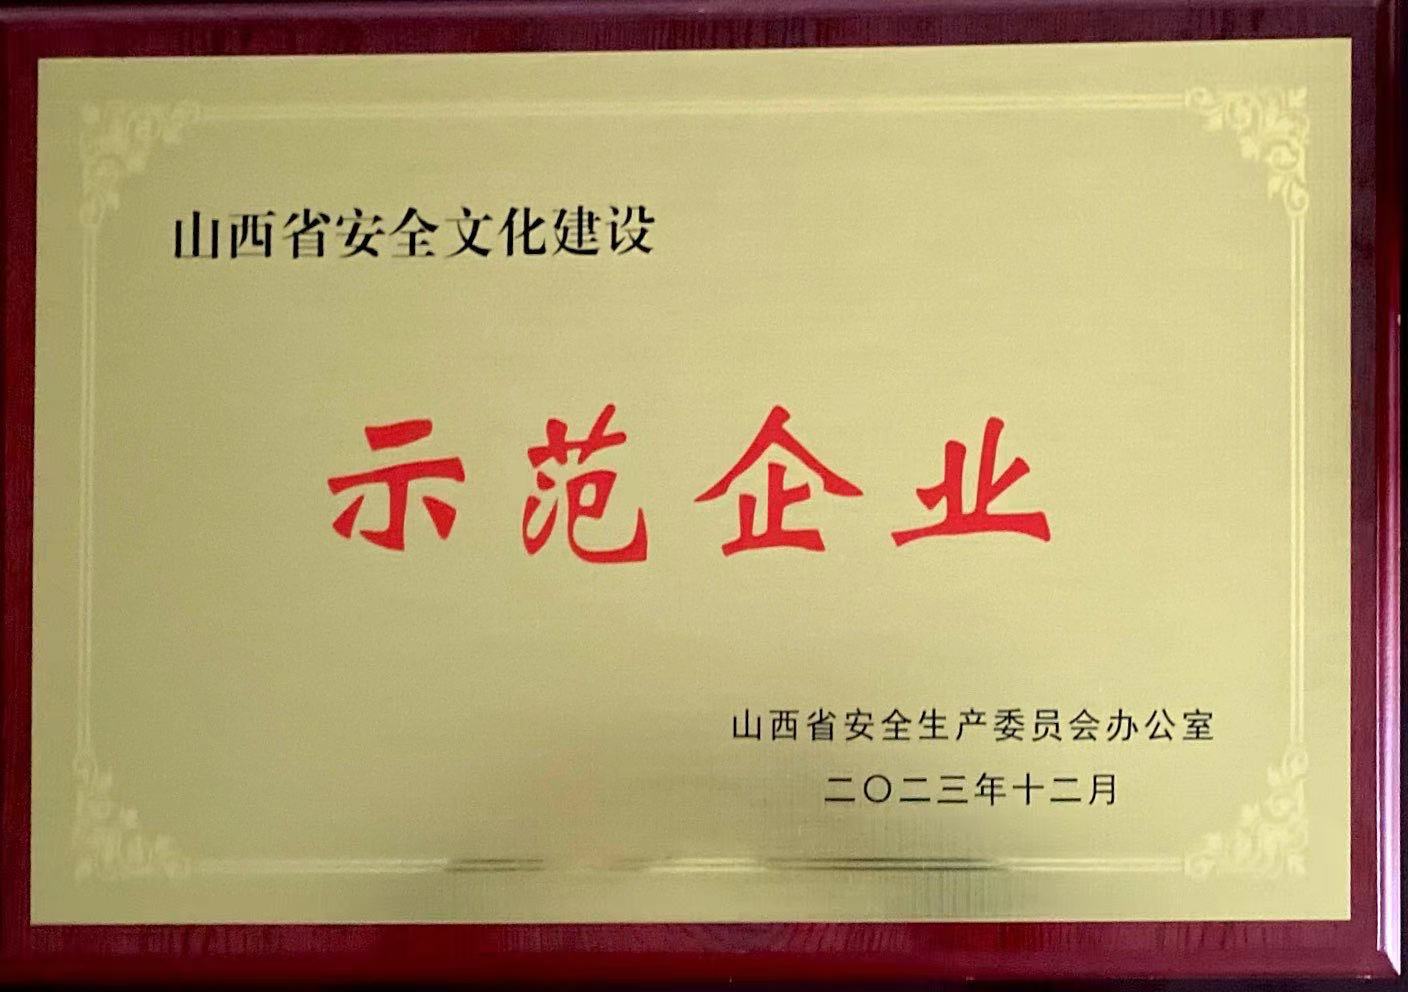 山西省安全文化建设
示范企业
山西省安全生产委员会办公室
二〇二三年十二月